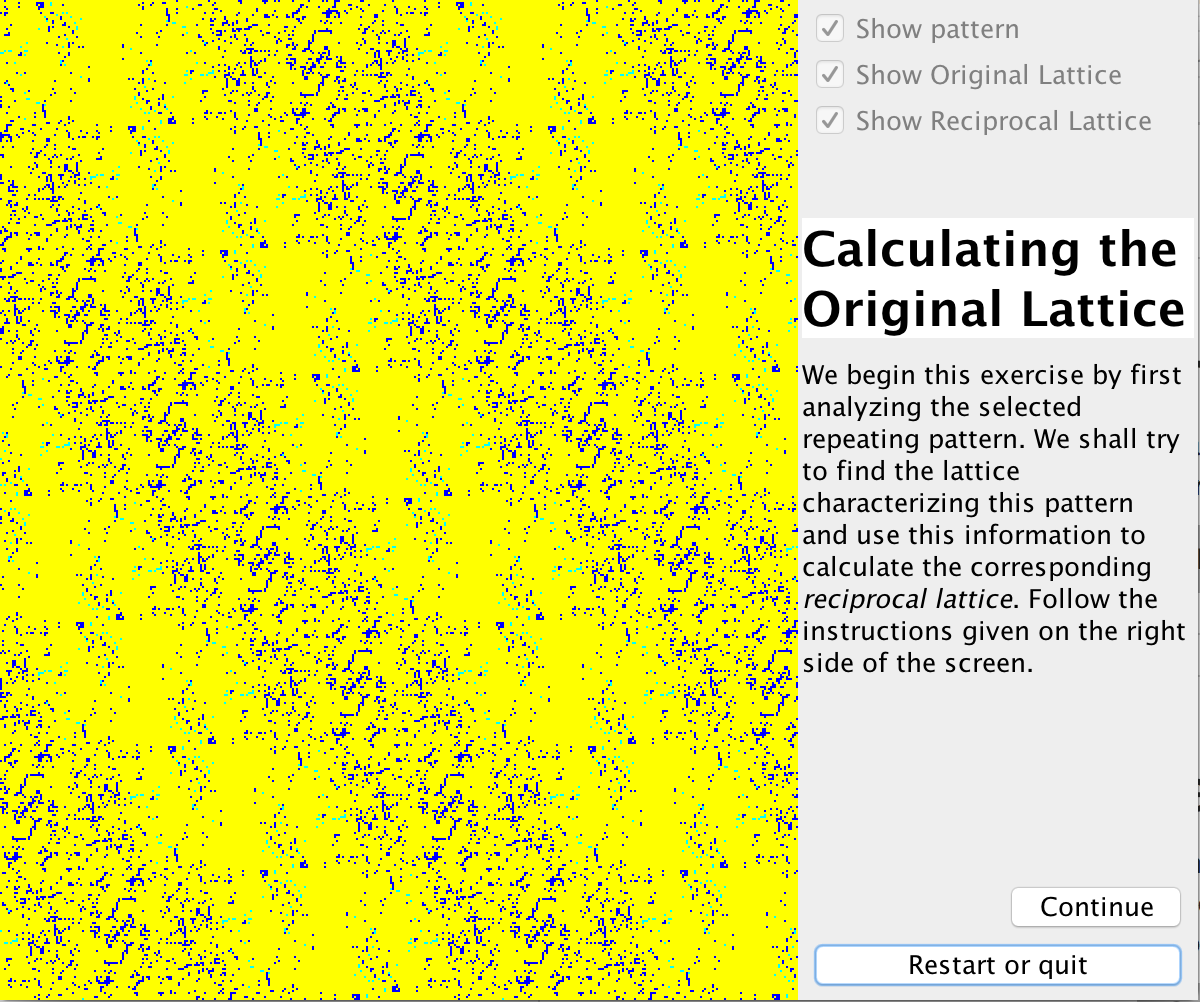 Show pattern
Show Original Lattice
Show Reciprocal Lattice
Calculating the
Original Lattice
We begin this exercise by first
analyzing the selected
repeating pattern. We shall try
to find the lattice
characterizing this pattern
and use this information to
calculate the corresponding
reciprocal lattice. Follow the
instructions given on the right
side of the screen.
Continue
Restart or quit